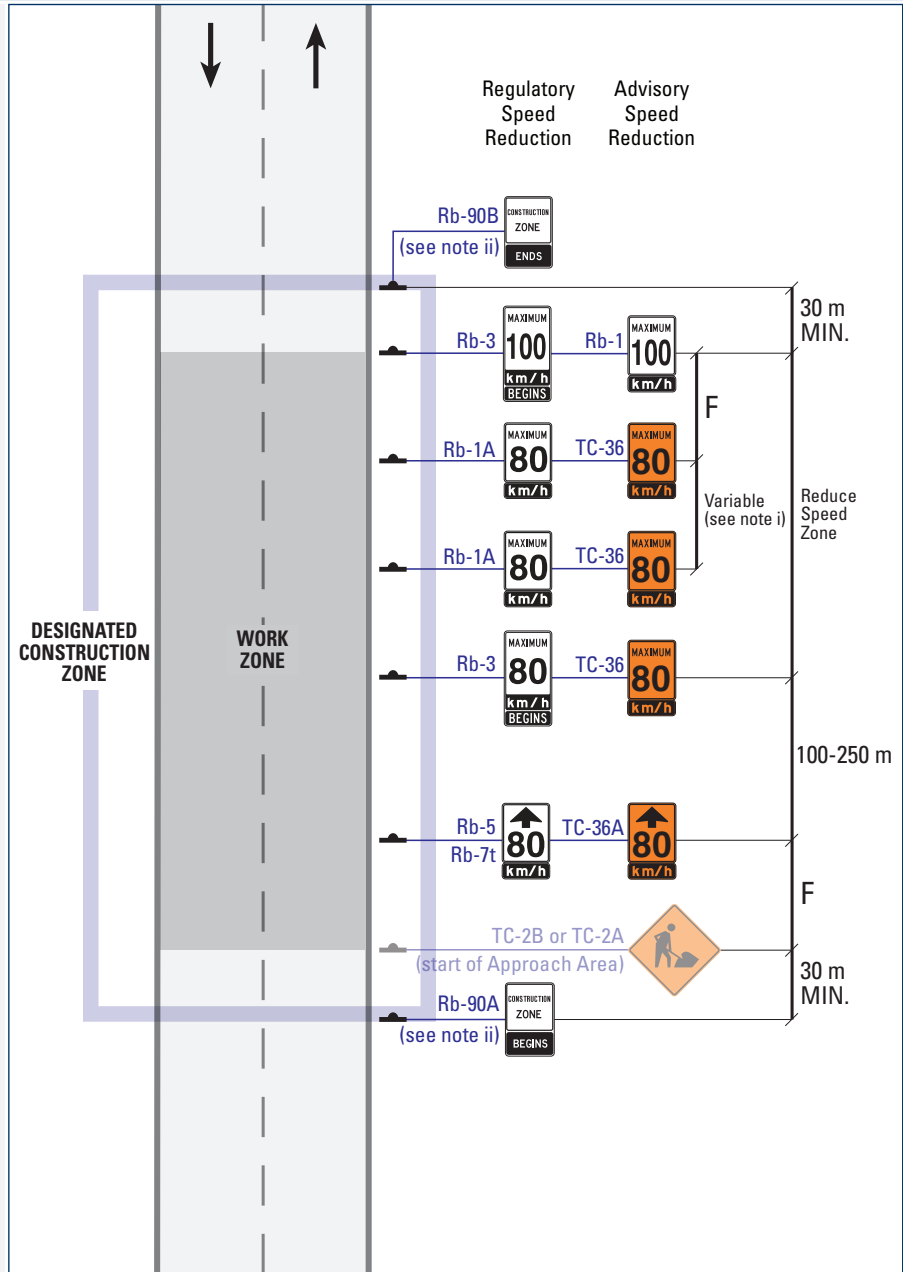 Regulatory
Speed
Reduction
Advisory
Speed
Reduction
Rb-90B
(see note ii)
CONSTRUCTION
ZONE
ENDS
30 m
MIN.
Rb-3
MAXIMUM
100
km/h
BEGINS
Rb-1
MAXIMUM
100
km/h
F
Rb-1A
MAXIMUM
80
km/h
TC-36
MAXIMUM
80
km/h
Variable
(see note i)
Reduce
Speed
Zone
Rb-1A
MAXIMUM
80
km/h
TC-36
MAXIMUM
80
km/h
DESIGNATED
CONSTRUCTION
ZONE
WORK
ZONE
Rb-3
MAXIMUM
80
km/h
BEGINS
TC-36
MAXIMUM
80
km/h
100-250 m
Rb-5
Rb-7t
80
km/h
TC-36A
80
km/h
F
TC-2B or TC-2A
(start of Approach Area)
30 m
MIN.
Rb-90A
(see note ii)
CONSTRUCTION
ZONE
BEGINS